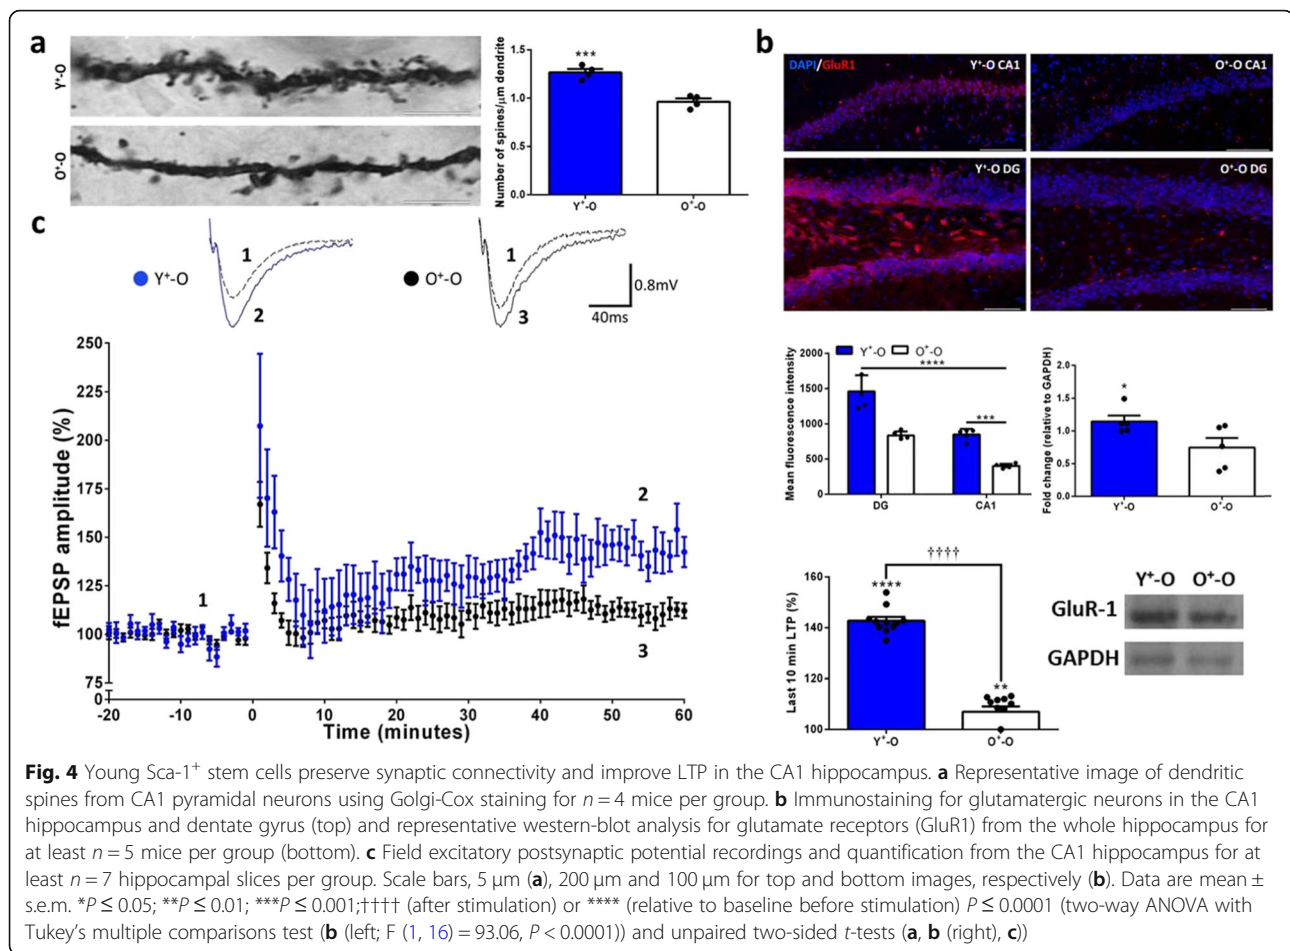 a
Y⁺-O
O⁺-O
Number of spines/μm dendrite
1.5
1.0
0.5
0.0
***
Y⁺-O
O⁺-O
b
DAPI/GluR1
Y⁺-O CA1
O⁺-O CA1
Y⁺-O DG
O⁺-O DG
c
1
2
Y⁺-O
1
3
O⁺-O
0.8mV
40ms
fEPSP amplitude (%)
250
225
200
175
150
125
100
75
0
1
2
3
-20
-10
0
10
20
30
40
50
60
Time (minutes)
Mean fluorescence intensity
2000
1500
1000
500
0
Y⁺-O
O⁺-O
****
***
DG
CA1
Fold change (relative to GAPDH)
2.0
1.5
1.0
0.5
0.0
*
Y⁺-O
O⁺-O
Last 10 min LTP (%)
160
140
120
100
††††
****
**
Y⁺-O
O⁺-O
Y⁺-O
O⁺-O
GluR-1
GAPDH
Fig. 4 Young Sca-1⁺ stem cells preserve synaptic connectivity and improve LTP in the CA1 hippocampus. a Representative image of dendritic
spines from CA1 pyramidal neurons using Golgi-Cox staining for n = 4 mice per group. b Immunostaining for glutamatergic neurons in the CA1
hippocampus and dentate gyrus (top) and representative western-blot analysis for glutamate receptors (GluR1) from the whole hippocampus for
at least n = 5 mice per group (bottom). c Field excitatory postsynaptic potential recordings and quantification from the CA1 hippocampus for at
least n = 7 hippocampal slices per group. Scale bars, 5 μm (a), 200 μm and 100 μm for top and bottom images, respectively (b). Data are mean ±
s.e.m. *P ≤ 0.05; **P ≤ 0.01; ***P ≤ 0.001;†††† (after stimulation) or **** (relative to baseline before stimulation) P ≤ 0.0001 (two-way ANOVA with
Tukey's multiple comparisons test (b (left; F (1, 16) = 93.06, P < 0.0001)) and unpaired two-sided t-tests (a, b (right), c))